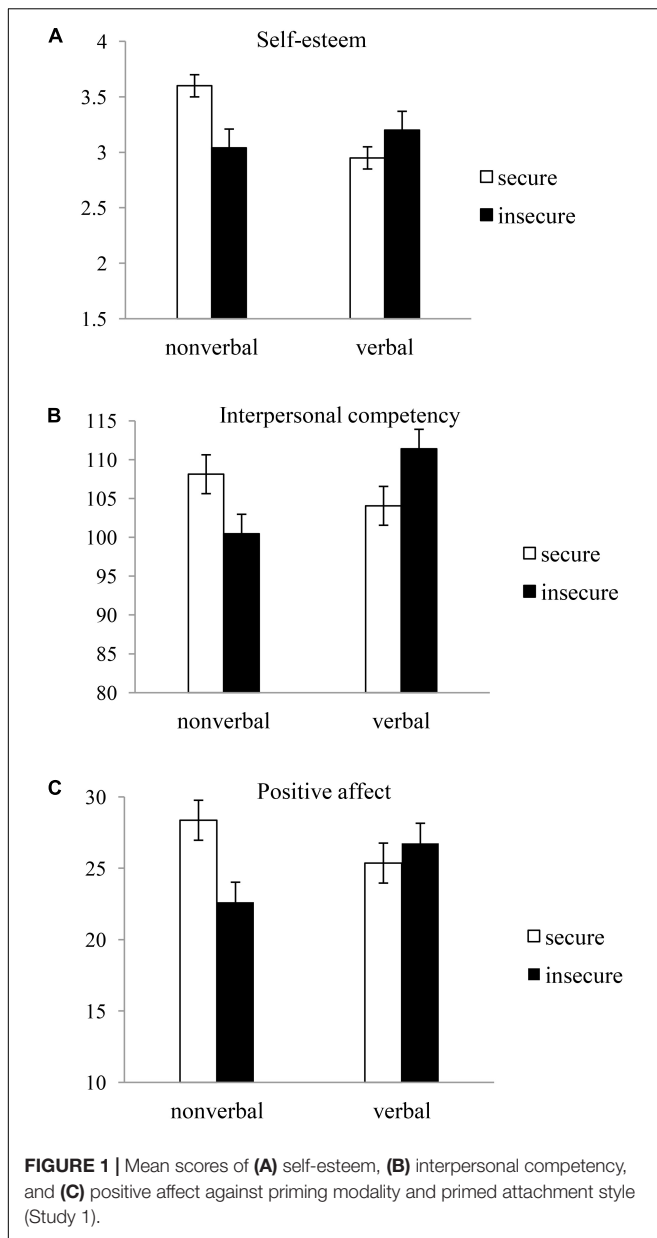 A
Self-esteem
4
3.5
3
2.5
2
1.5
nonverbal
verbal
secure
insecure
B
Interpersonal competency
115
110
105
100
95
90
85
80
nonverbal
verbal
secure
insecure
C
Positive affect
30
25
20
15
10
nonverbal
verbal
secure
insecure
FIGURE 1 | Mean scores of (A) self-esteem, (B) interpersonal competency,
and (C) positive affect against priming modality and primed attachment style
(Study 1).